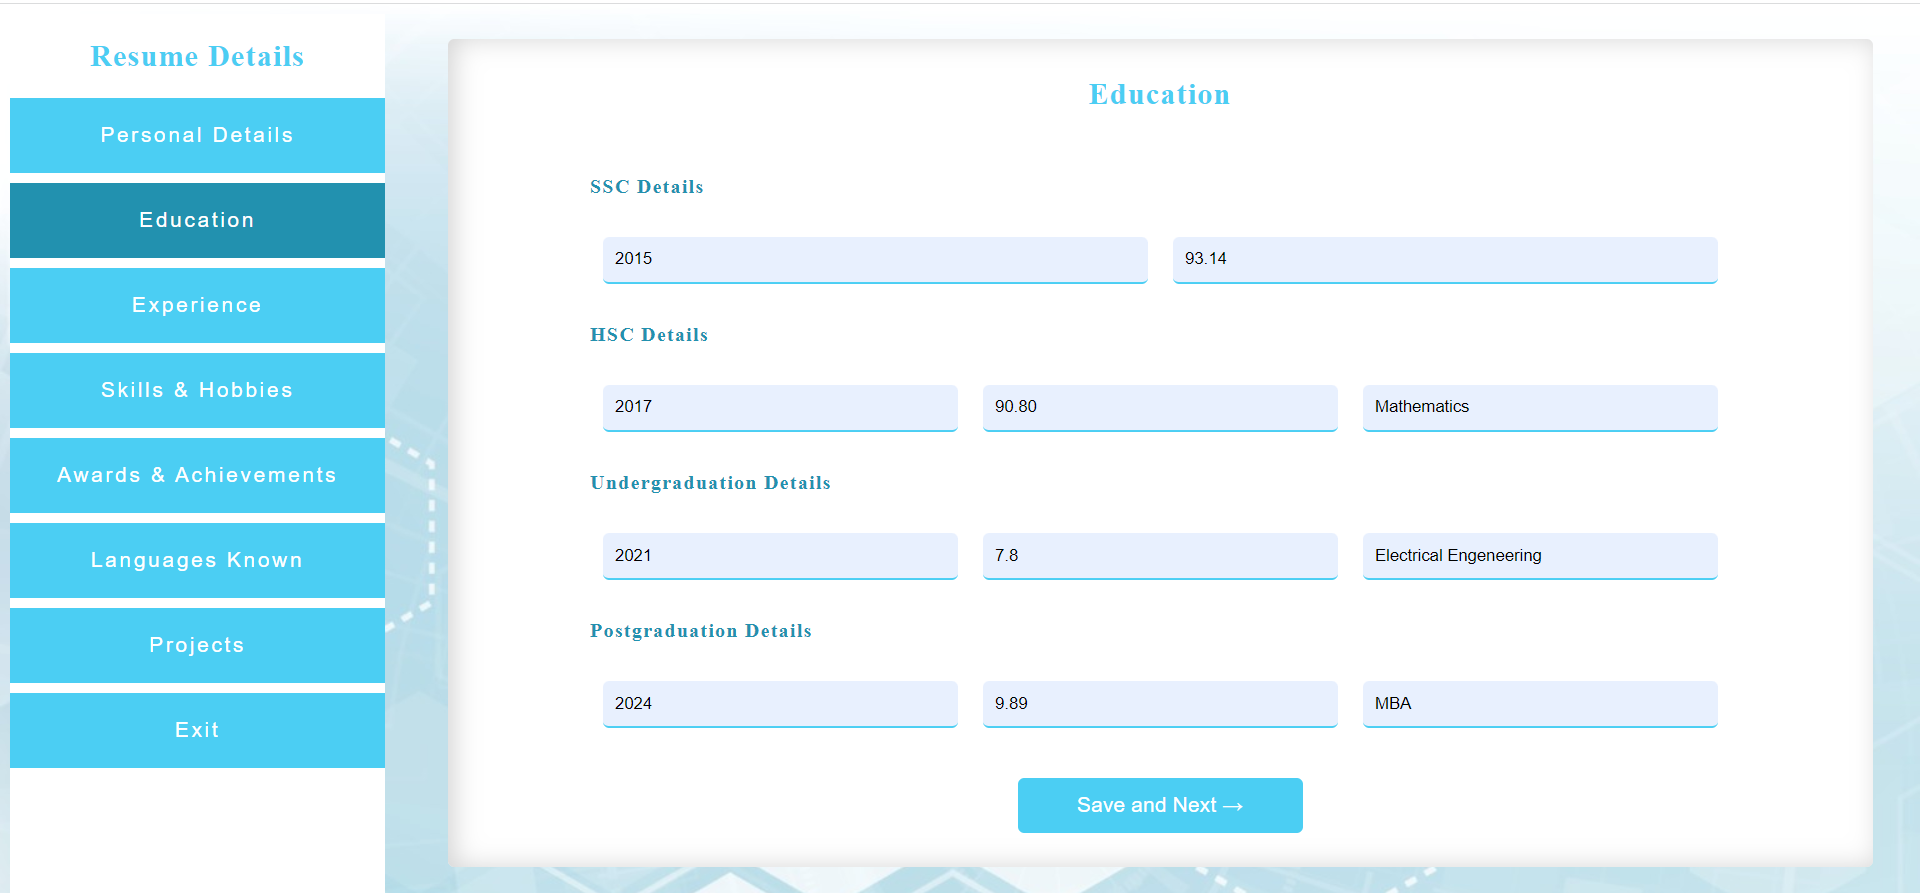 Resume Details
Personal Details
Education
Experience
Skills & Hobbies
Awards & Achievements
Languages Known
Projects
Exit
Education
SSC Details
2015 93.14
HSC Details
2017 90.80 Mathematics
Undergraduation Details
2021 7.8 Electrical Engeneering
Postgraduation Details
2024 9.89 MBA
Save and Next →